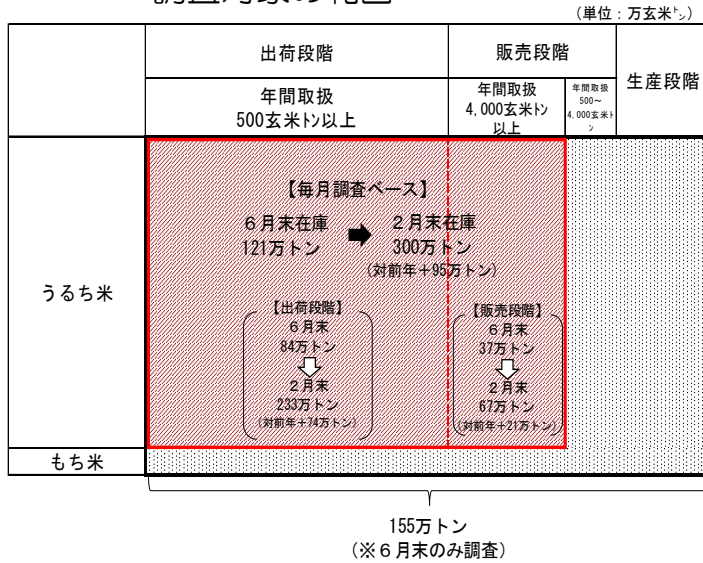 （単位：万玄米㌧）
出荷段階
販売段階
生産段階
年間取扱
500玄米㌧以上
年間取扱
4,000玄米㌧
以上
年間取扱
500～
4,000玄米ト
ン
うるち米
【毎月調査ベース】
６月末在庫
121万トン
２月末在庫
300万トン
（対前年＋95万トン）
【出荷段階】
６月末
84万トン
２月末
233万トン
（対前年＋74万トン）
【販売段階】
６月末
37万トン
２月末
67万トン
（対前年＋21万トン）
もち米
155万トン
（※６月末のみ調査）